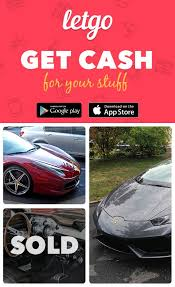 letgo
GET CASH
for your stuff
GET IT ON
Google play
Download on the
App Store
SOLD